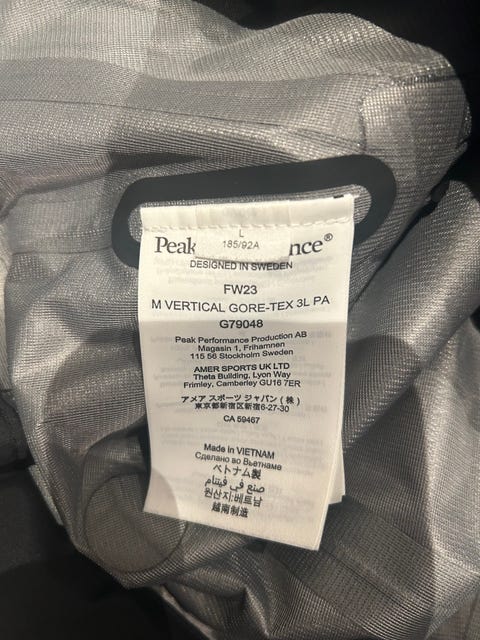 L
185/92A
Peak nce®
DESIGNED IN SWEDEN
FW23
M VERTICAL GORE-TEX 3L PA
G79048
Peak Performance Production AB
Magasin 1, Frihamnen
115 56 Stockholm Sweden
AMER SPORTS UK LTD
Theta Building, Lyon Way
Frimley, Camberley GU16 7ER
アメア スポーツ ジャパン (株)
東京都新宿区新宿6-27-30
CA 59467
Made in VIETNAM
Сделано во Вьетнаме
ベトナム製
صنع في فيتنام
원산지:베트남
越南制造